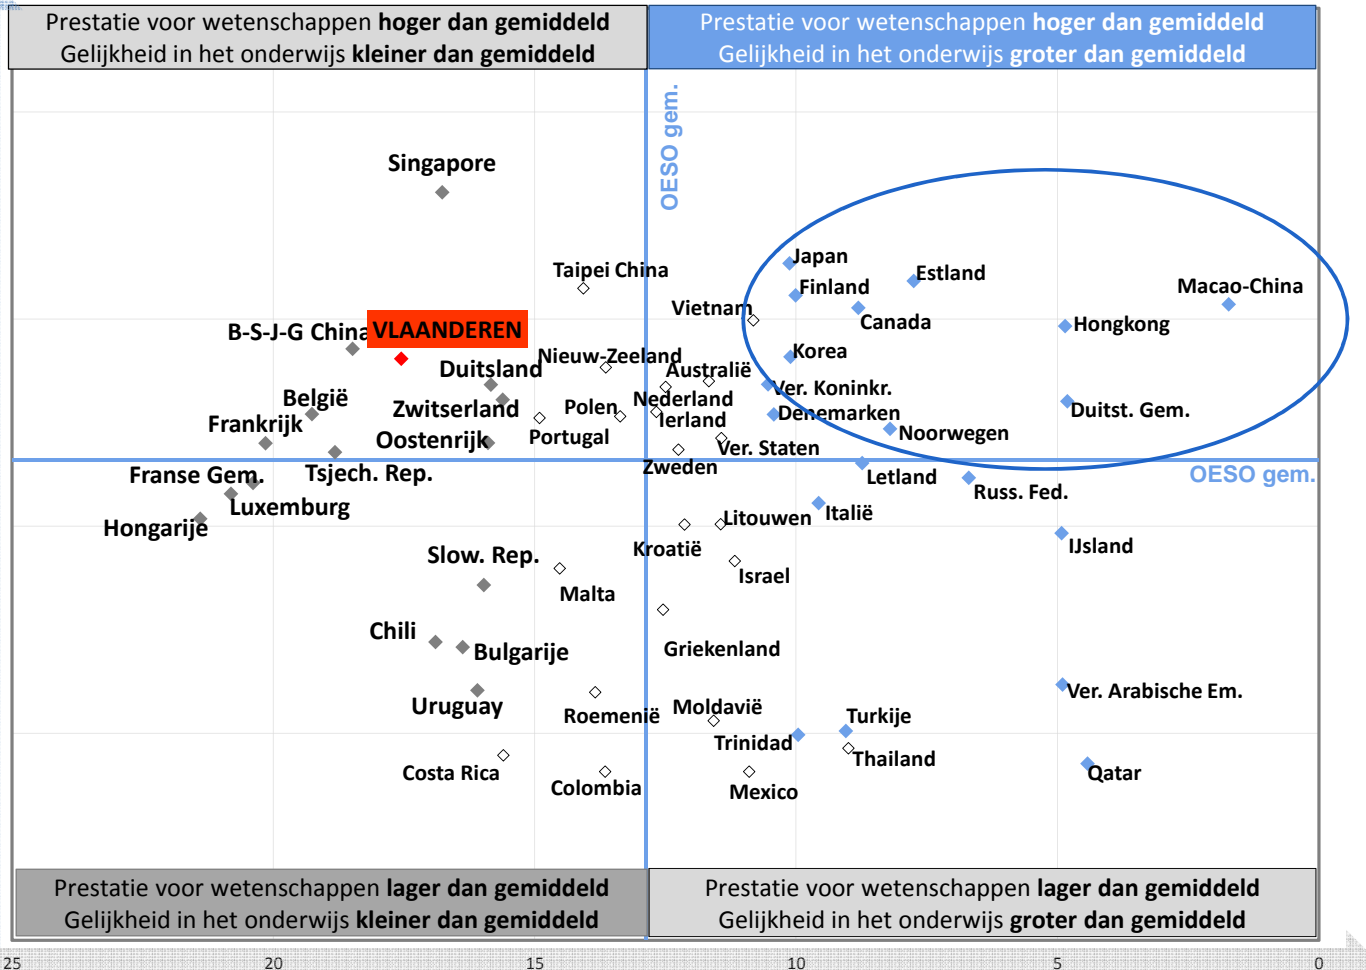 Prestatie voor wetenschappen hoger dan gemiddeld
Gelijkheid in het onderwijs kleiner dan gemiddeld
Prestatie voor wetenschappen hoger dan gemiddeld
Gelijkheid in het onderwijs groter dan gemiddeld
OESO gem.
Singapore
Japan
Taipei China
Estland
Finland
Macao-China
Vietnam
Canada
Hongkong
B-S-J-G China
VLAANDEREN
Korea
Nieuw-Zeeland
Duitsland
Australië
Ver. Koninkr.
België
Nederland
Zwitserland
Polen
Duitst. Gem.
Denemarken
Ierland
Frankrijk
Noorwegen
Oostenrijk
Portugal
Ver. Staten
Zweden
Tsjech. Rep.
OESO gem.
Franse Gem.
Letland
Russ. Fed.
Luxemburg
Italië
Litouwen
Hongarije
IJsland
Kroatië
Slow. Rep.
Israel
Malta
Chili
Griekenland
Bulgarije
Ver. Arabische Em.
Uruguay
Moldavië
Roemenië
Turkije
Trinidad
Thailand
Costa Rica
Qatar
Colombia
Mexico
Prestatie voor wetenschappen lager dan gemiddeld
Gelijkheid in het onderwijs kleiner dan gemiddeld
Prestatie voor wetenschappen lager dan gemiddeld
Gelijkheid in het onderwijs groter dan gemiddeld
25 20 15 10 5 0